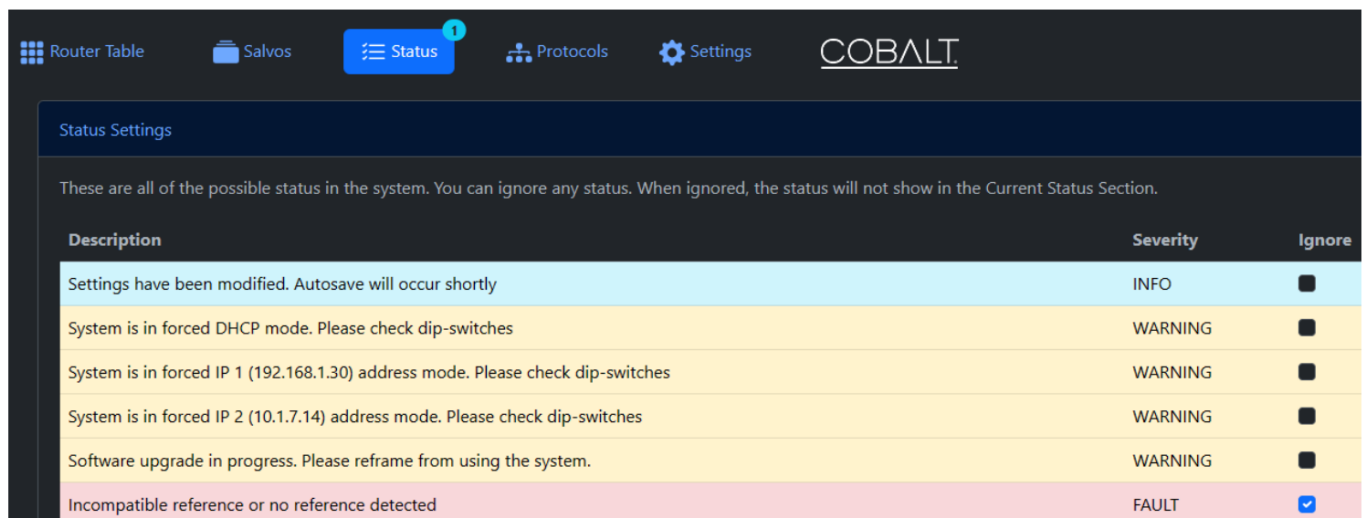 1
Router Table Salvos Status Protocols Settings COBALT
Status Settings
These are all of the possible status in the system. You can ignore any status. When ignored, the status will not show in the Current Status Section.
Description Severity Ignore
Settings have been modified. Autosave will occur shortly INFO
System is in forced DHCP mode. Please check dip-switches WARNING
System is in forced IP 1 (192.168.1.30) address mode. Please check dip-switches WARNING
System is in forced IP 2 (10.1.7.14) address mode. Please check dip-switches WARNING
Software upgrade in progress. Please reframe from using the system. WARNING
Incompatible reference or no reference detected FAULT